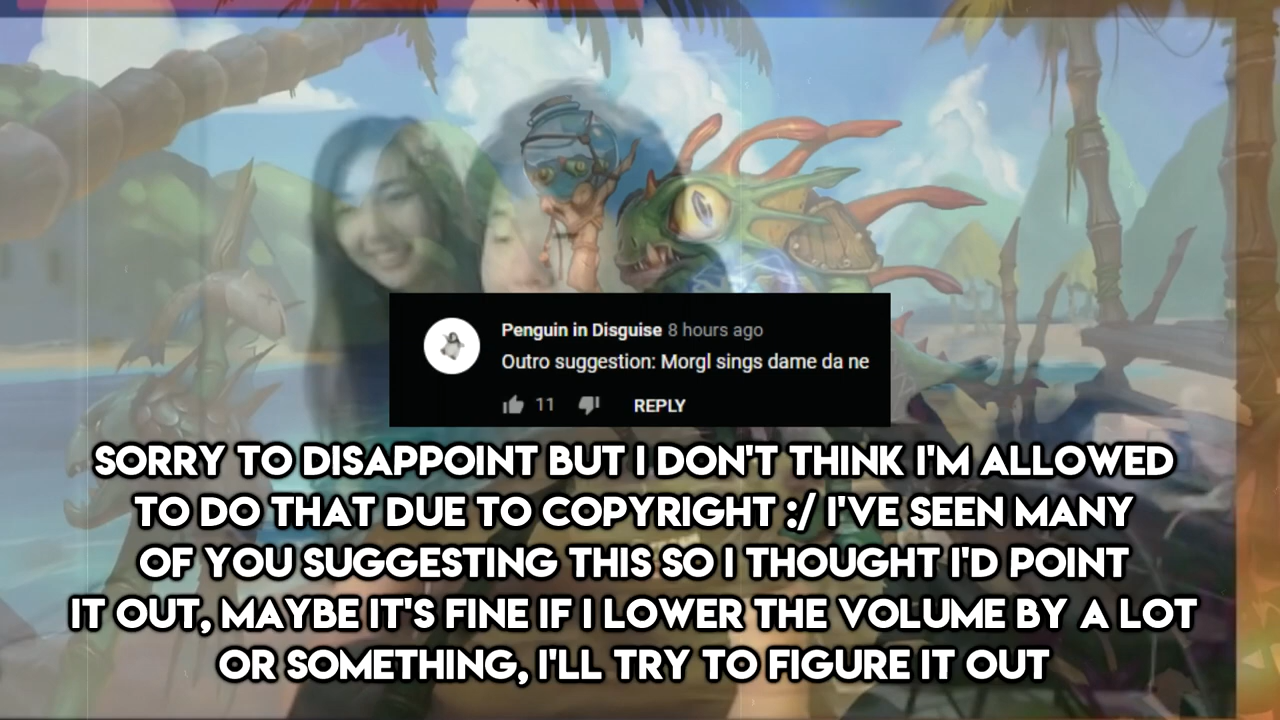 Penguin in Disguise 8 hours ago
Outro suggestion: Morgl sings dame da ne
11 REPLY
SORRY TO DISAPPOINT BUT I DON'T THINK I'M ALLOWED
TO DO THAT DUE TO COPYRIGHT :/ I'VE SEEN MANY
OF YOU SUGGESTING THIS SO I THOUGHT I'D POINT
IT OUT, MAYBE IT'S FINE IF I LOWER THE VOLUME BY A LOT
OR SOMETHING, I'LL TRY TO FIGURE IT OUT